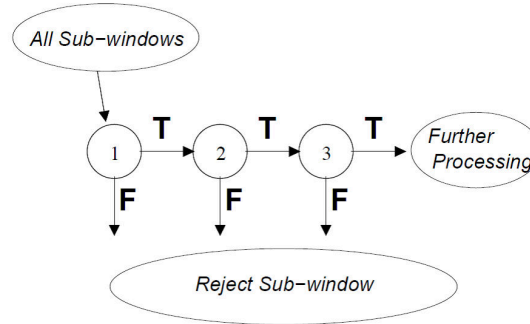 All Sub-windows
T
T
T
1
2
3
Further
Processing
F
F
F
Reject Sub-window